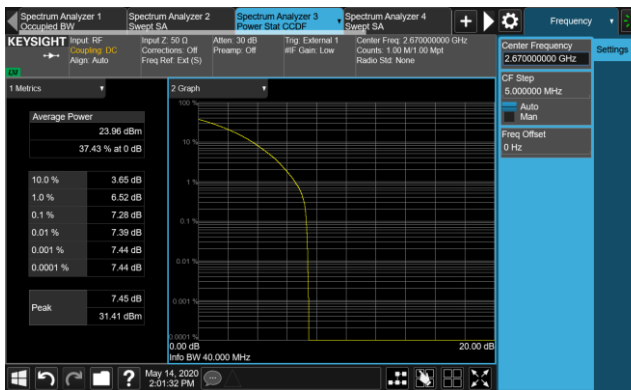 Spectrum Analyzer 1
Occupied BW
Spectrum Analyzer 2
Swept SA
Spectrum Analyzer 3
Power Stat CCDF
Spectrum Analyzer 4
Swept SA
Frequency
KEYSIGHT
Input: RF
Coupling: DC
Align: Auto
Input Z: 50 Ω
Corrections: Off
Freq Ref: Ext (S)
Atten: 30 dB
Preamp: Off
Trig: External 1
#IF Gain: Low
Center Freq: 2.670000000 GHz
Counts: 1.00 M/1.00 Mpt
Radio Std: None
Center Frequency
2.670000000 GHz
Settings
CF Step
5.000000 MHz
Auto
Man
Freq Offset
0 Hz
1 Metrics
Average Power
23.96 dBm
37.43 % at 0 dB
10.0 % 3.65 dB
1.0 % 6.52 dB
0.1 % 7.28 dB
0.01 % 7.39 dB
0.001 % 7.44 dB
0.0001 % 7.44 dB
Peak
7.45 dB
31.41 dBm
2 Graph
100 %
10 %
1 %
0.1 %
0.01 %
0.001 %
0.0001 %
0.00 dB
20.00 dB
Info BW 40.000 MHz
May 14, 2020
2:01:32 PM